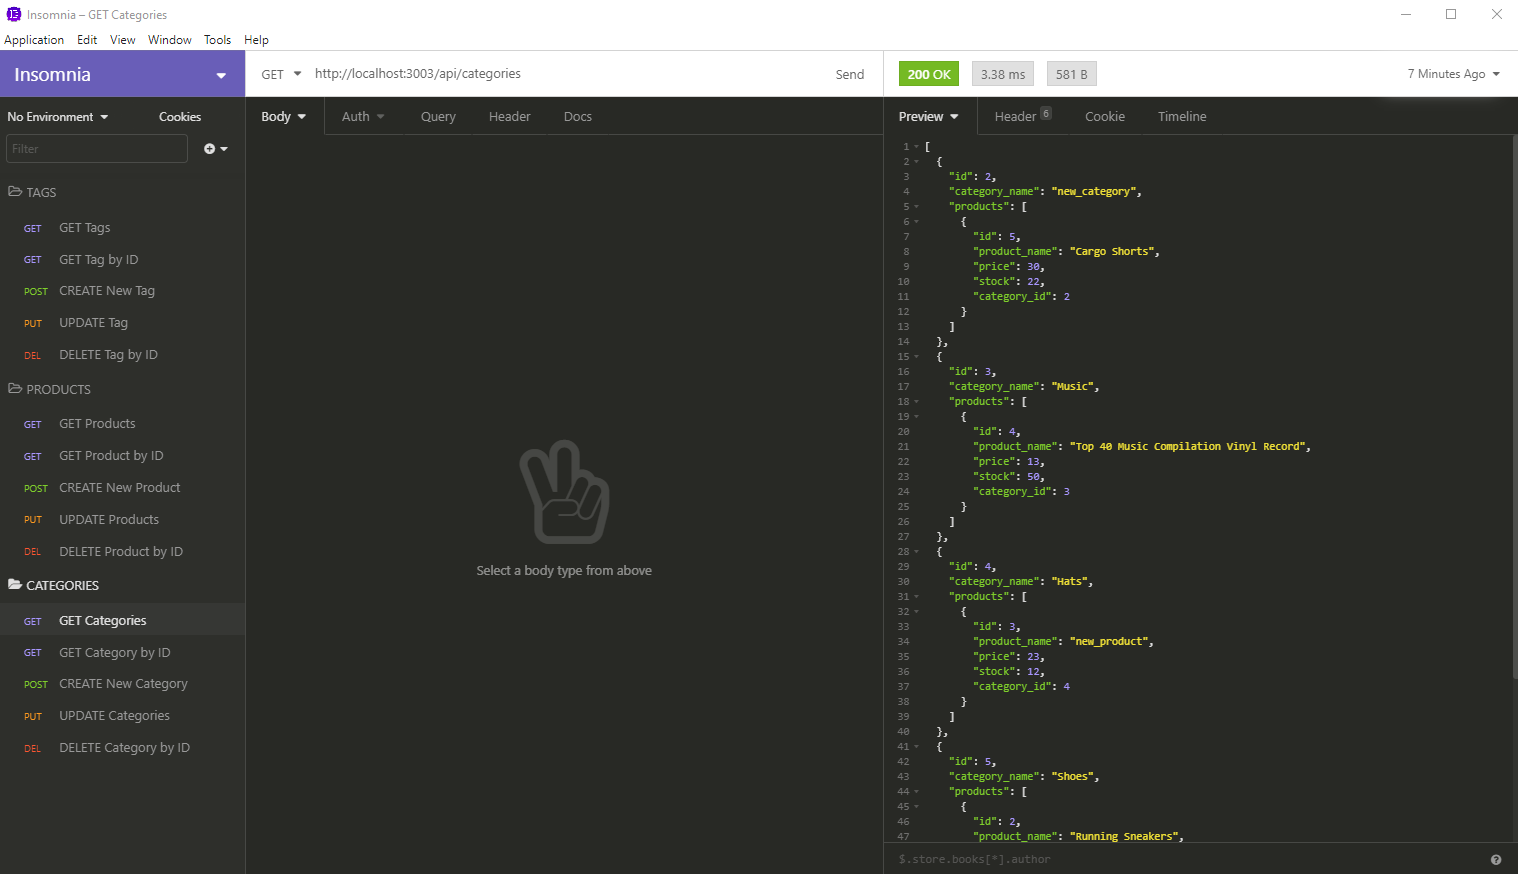 Insomnia – GET Categories
Application Edit View Window Tools Help
Insomnia
GET http://localhost:3003/api/categories Send
200 OK 3.38 ms 581 B 7 Minutes Ago
No Environment Cookies
Filter
TAGS
GET GET Tags
GET GET Tag by ID
POST CREATE New Tag
PUT UPDATE Tag
DEL DELETE Tag by ID
PRODUCTS
GET GET Products
GET GET Product by ID
POST CREATE New Product
PUT UPDATE Products
DEL DELETE Product by ID
CATEGORIES
GET GET Categories
GET GET Category by ID
POST CREATE New Category
PUT UPDATE Categories
DEL DELETE Category by ID
Body Auth Query Header Docs
Select a body type from above
Preview Header 6 Cookie Timeline
1 [
2 {
3 "id": 2,
4 "category_name": "new_category",
5 "products": [
6 {
7 "id": 5,
8 "product_name": "Cargo Shorts",
9 "price": 30,
10 "stock": 22,
11 "category_id": 2
12 }
13 ]
14 },
15 {
16 "id": 3,
17 "category_name": "Music",
18 "products": [
19 {
20 "id": 4,
21 "product_name": "Top 40 Music Compilation Vinyl Record",
22 "price": 13,
23 "stock": 50,
24 "category_id": 3
25 }
26 ]
27 },
28 {
29 "id": 4,
30 "category_name": "Hats",
31 "products": [
32 {
33 "id": 3,
34 "product_name": "new_product",
35 "price": 23,
36 "stock": 12,
37 "category_id": 4
38 }
39 ]
40 },
41 {
42 "id": 5,
43 "category_name": "Shoes",
44 "products": [
45 {
46 "id": 2,
47 "product_name": "Running Sneakers",
$.store.books[*].author